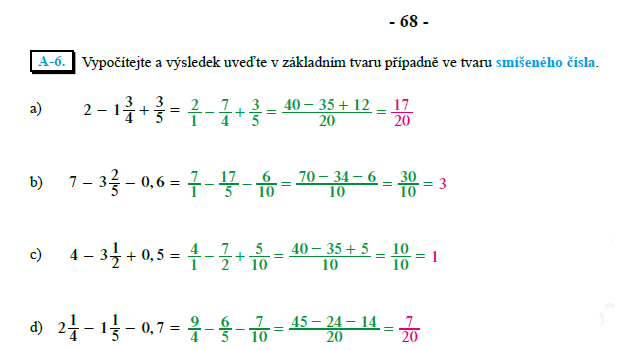 - 68 -
A-6. Vypočítejte a výsledek uveďte v základním tvaru případně ve tvaru smíšeného čísla.
a) 2 − 1 3/4 + 3/5 = 2/1 − 7/4 + 3/5 = (40 − 35 + 12)/20 = 17/20
b) 7 − 3 2/5 − 0,6 = 7/1 − 17/5 − 6/10 = (70 − 34 − 6)/10 = 30/10 = 3
c) 4 − 3 1/2 + 0,5 = 4/1 − 7/2 + 5/10 = (40 − 35 + 5)/10 = 10/10 = 1
d) 2 1/4 − 1 1/5 − 0,7 = 9/4 − 6/5 − 7/10 = (45 − 24 − 14)/20 = 7/20